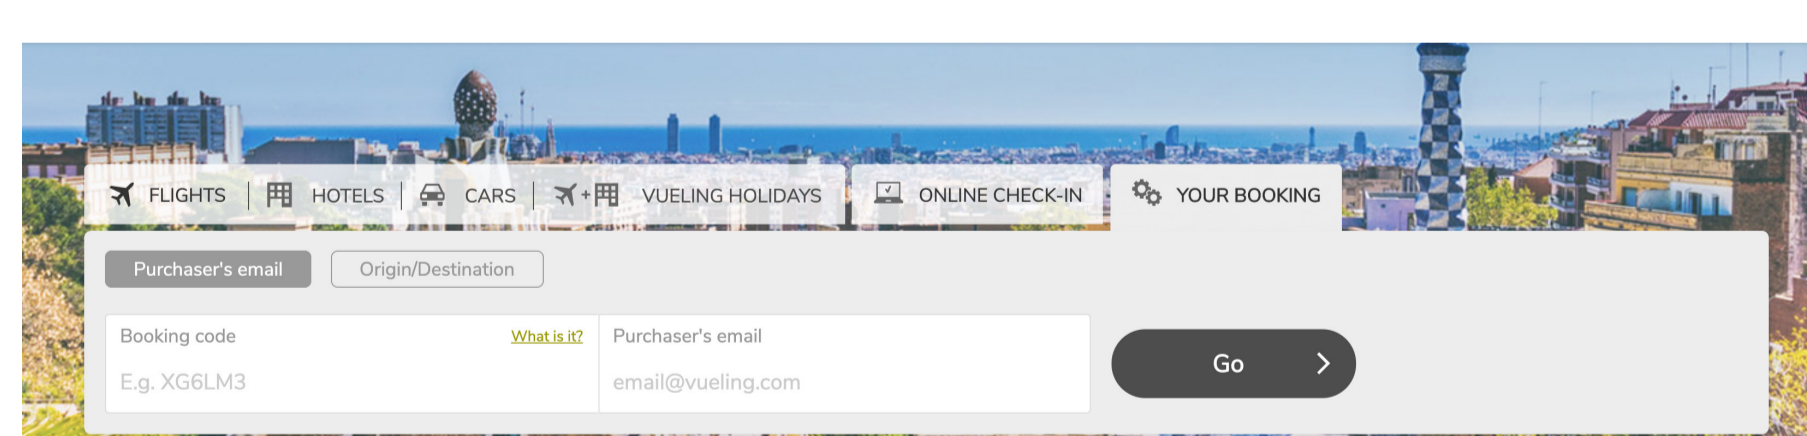 FLIGHTS HOTELS CARS VUELING HOLIDAYS ONLINE CHECK-IN YOUR BOOKING
Purchaser's email Origin/Destination
Booking code What is it? Purchaser's email
E.g. XG6LM3 email@vueling.com
Go